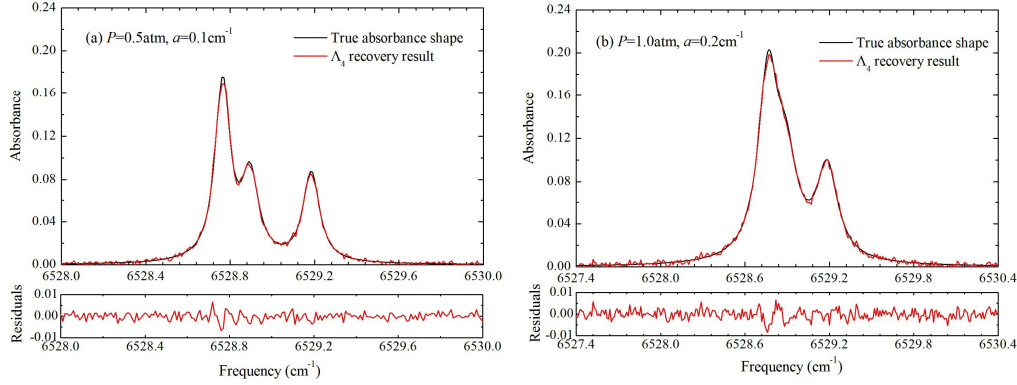 (a) P=0.5atm, a=0.1cm⁻¹
True absorbance shape
Λ₄ recovery result
Absorbance
0.24
0.20
0.16
0.12
0.08
0.04
0.00
6528.0 6528.4 6528.8 6529.2 6529.6 6530.0
Residuals
0.01
0.00
-0.01
6528.0 6528.4 6528.8 6529.2 6529.6 6530.0
Frequency (cm⁻¹)
(b) P=1.0atm, a=0.2cm⁻¹
True absorbance shape
Λ₄ recovery result
Absorbance
0.24
0.20
0.16
0.12
0.08
0.04
0.00
6527.4 6528.0 6528.6 6529.2 6529.8 6530.4
Residuals
0.01
0.00
-0.01
6527.4 6528.0 6528.6 6529.2 6529.8 6530.4
Frequency (cm⁻¹)